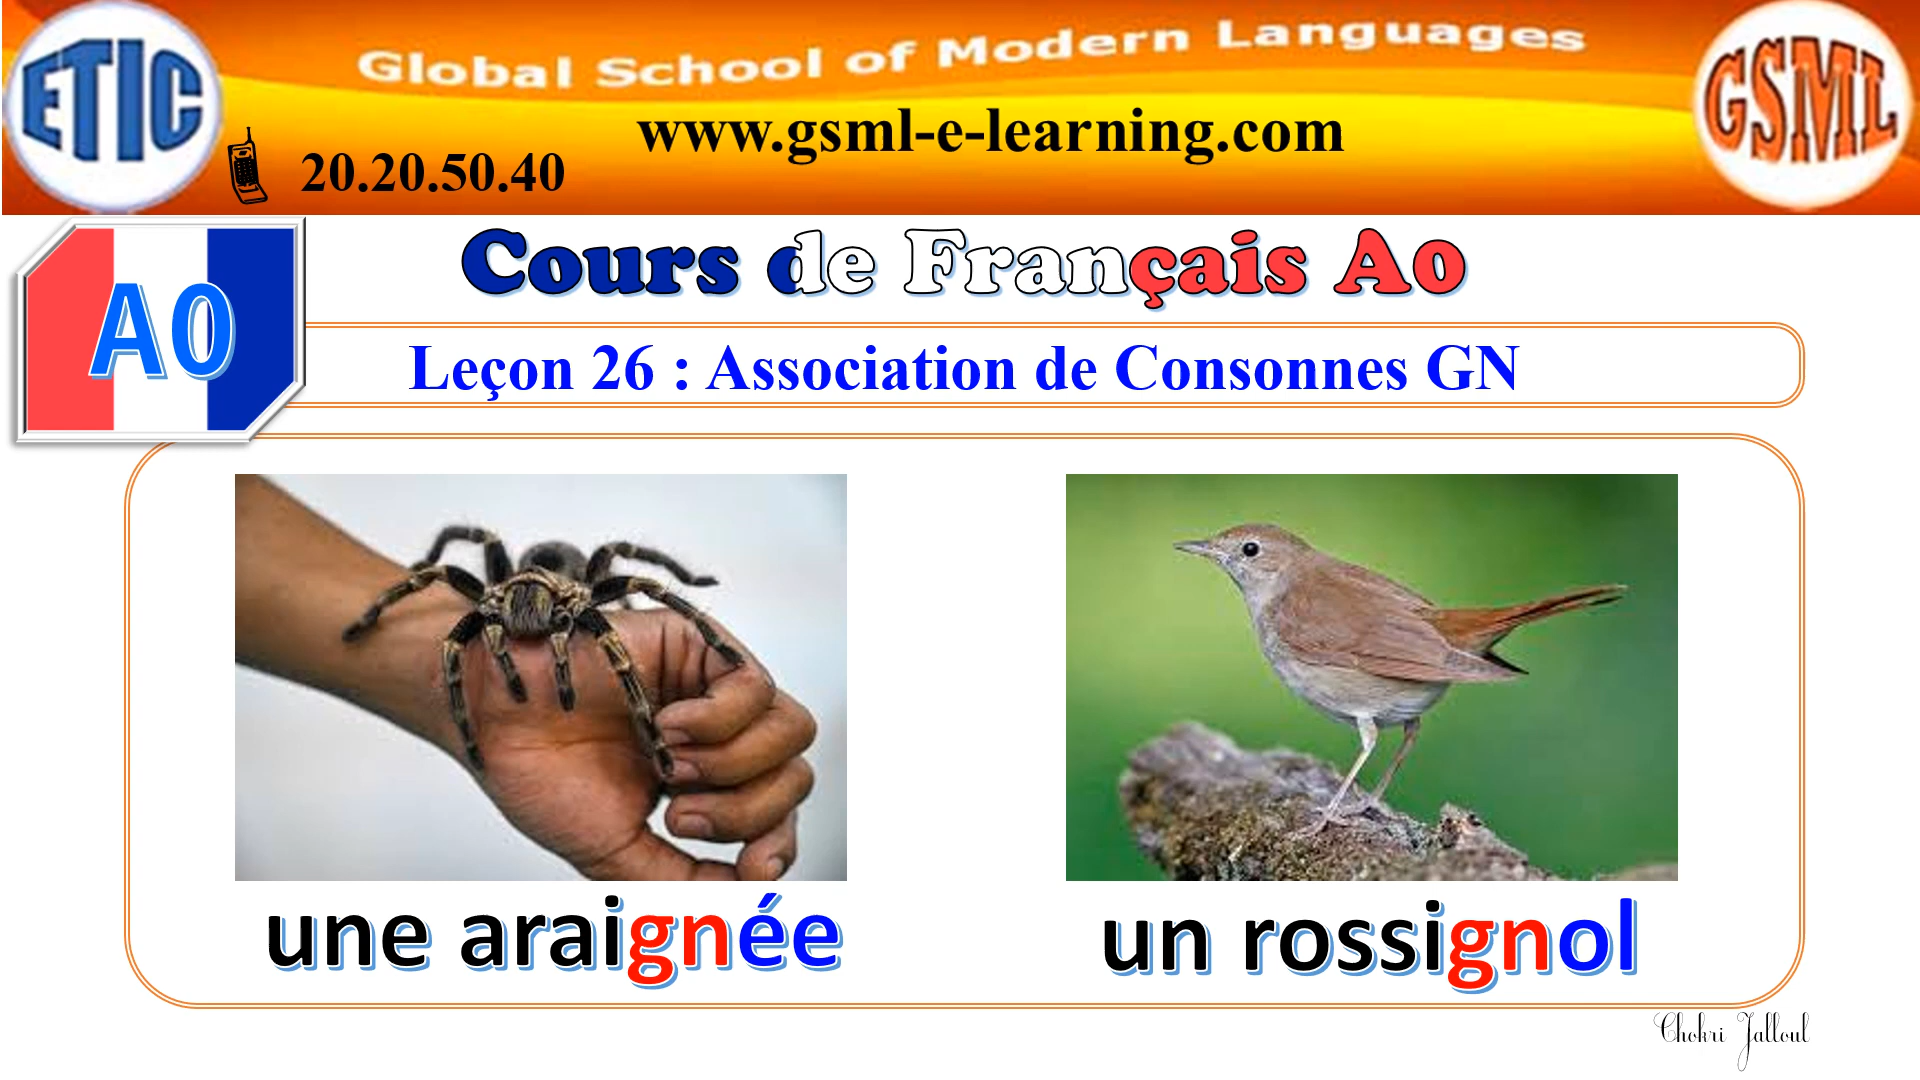 ETIC
Global School of Modern Languages
GSML
www.gsml-e-learning.com
20.20.50.40
Cours de Français A0
A0
Leçon 26 : Association de Consonnes GN
une araignée
un rossignol
Chokri Jalloul